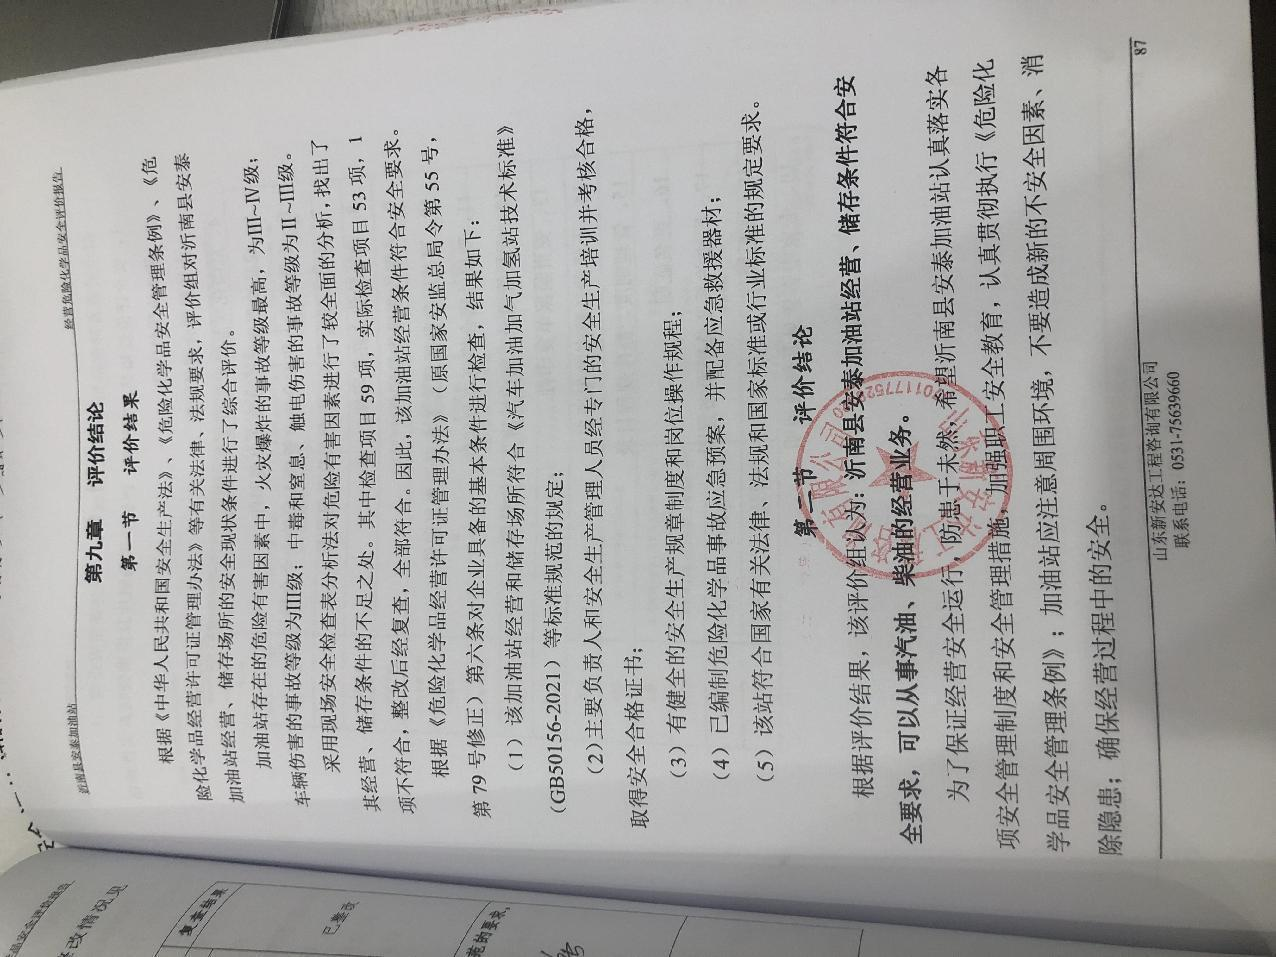 沂南县安泰加油站 经营危险化学品安全评价报告
第九章 评价结论
第一节 评价结果
根据《中华人民共和国安全生产法》、《危险化学品安全管理条例》、《危
险化学品经营许可证管理办法》等有关法律、法规要求，评价组对沂南县安泰
加油站经营、储存场所的安全现状条件进行了综合评价。
加油站存在的危险有害因素中，火灾爆炸的事故等级最高，为III~IV级；
车辆伤害的事故等级为III级；中毒和窒息、触电伤害的事故等级为II~III级。
采用现场安全检查表分析法对危险有害因素进行了较全面的分析，找出了
其经营、储存条件的不足之处。其中检查项目59项，实际检查项目53项，1
项不符合，整改后经复查，全部符合。因此，该加油站经营条件符合安全要求。
根据《危险化学品经营许可证管理办法》（原国家安监总局令第55号，
第79号修正）第六条对企业具备的基本条件进行检查，结果如下：
（1）该加油站经营和储存场所符合《汽车加油加气加氢站技术标准》
（GB50156-2021）等标准规范的规定；
（2）主要负责人和安全生产管理人员经专门的安全生产培训并考核合格，
取得安全合格证书；
（3）有健全的安全生产规章制度和岗位操作规程；
（4）已编制危险化学品事故应急预案，并配备应急救援器材；
（5）该站符合国家有关法律、法规和国家标准或行业标准的规定要求。
第二节 评价结论
根据评价结果，该评价组认为：沂南县安泰加油站经营、储存条件符合安
全要求，可以从事汽油、柴油的经营业务。
为了保证经营安全运行，防患于未然，希望沂南县安泰加油站认真落实各
项安全管理制度和安全管理措施，加强职工安全教育，认真贯彻执行《危险化
学品安全管理条例》；加油站应注意周围环境，不要造成新的不安全因素、消
除隐患；确保经营过程中的安全。
山东新安达工程咨询有限公司
联系电话：0531-75639660
87
整改情况见
复查结果
已整改
范的要求，